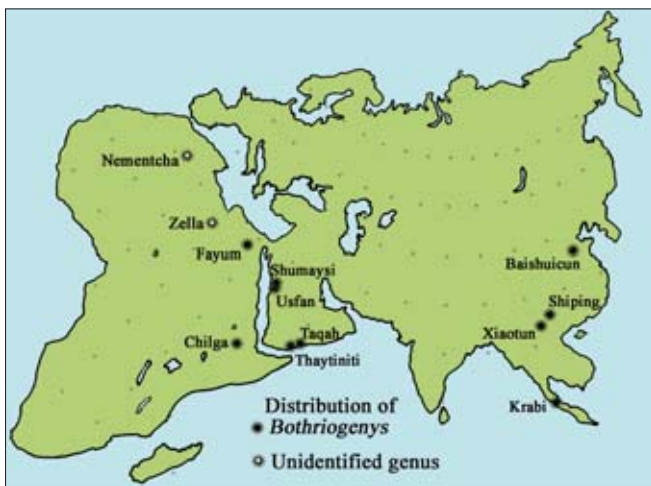 Nementcha
Zella
Fayum
Shumaysi
Usfan
Baishuicun
Shiping
Xiaotun
Chilga
Taqah
Thaytiniti
Krabi
Distribution of
Bothriogenys
Unidentified genus